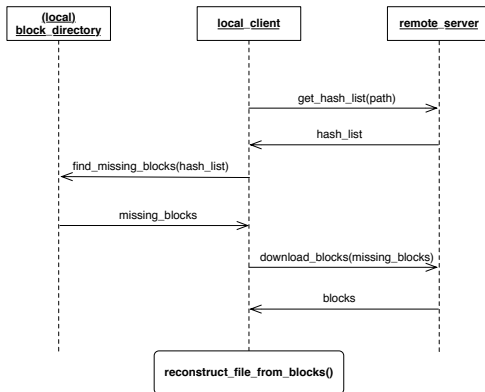 (local)
block_directory
local_client
remote_server
get_hash_list(path)
hash_list
find_missing_blocks(hash_list)
missing_blocks
download_blocks(missing_blocks)
blocks
reconstruct_file_from_blocks()